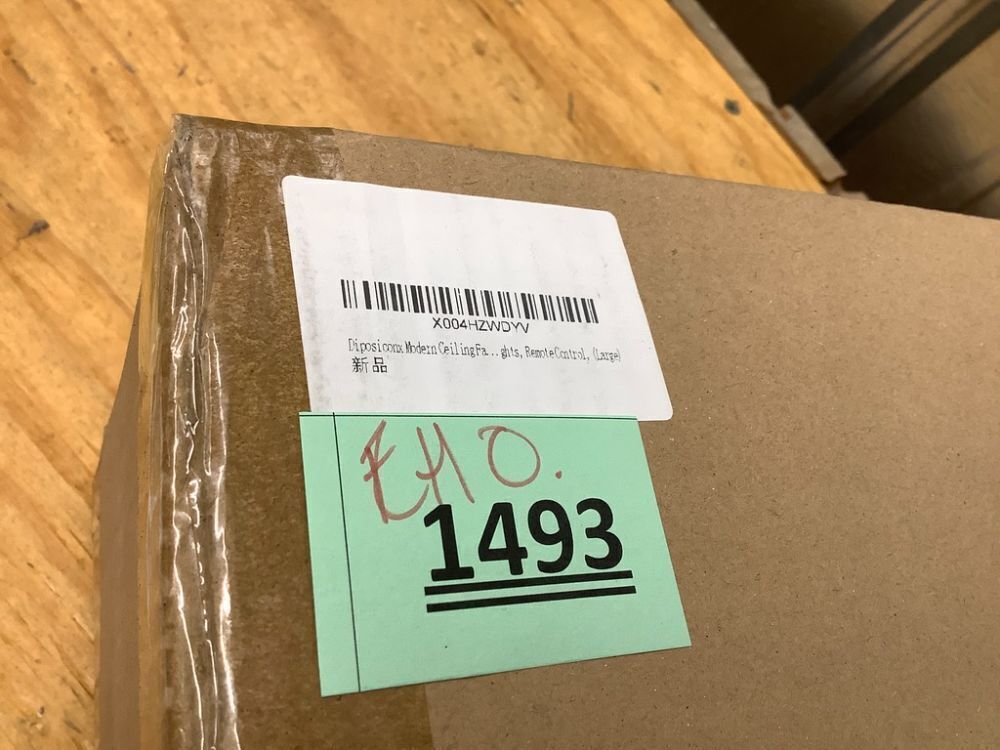 X004HZWDYV
Diposiconx Modern Ceiling Fa...ghts, Remote Control, (Large)
新品
EHO.
1493